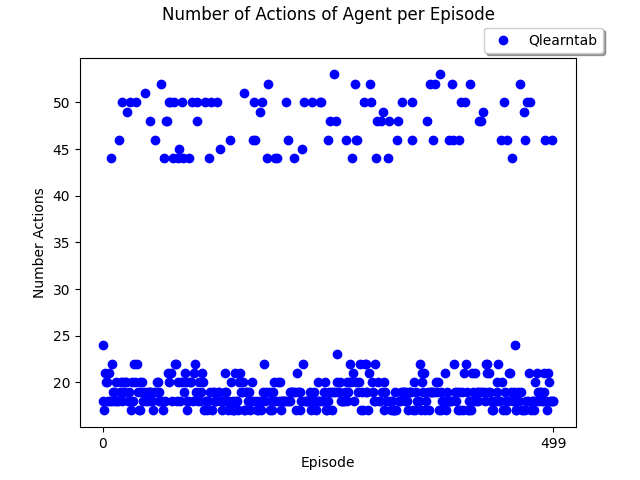 Number of Actions of Agent per Episode
Qlearntab
50
45
40
35
30
25
20
Number Actions
0
499
Episode